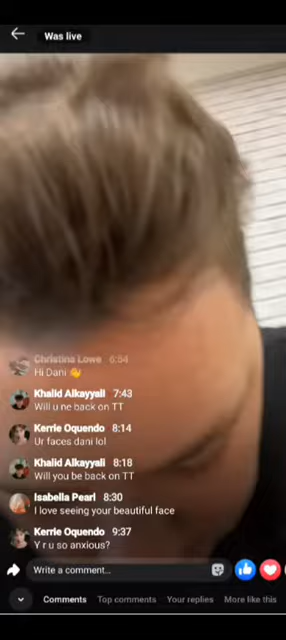 Was live
Christina Lowe 6:54
Hi Dani 👋
Khalid Alkayyali 7:43
Will u ne back on TT
Kerrie Oquendo 8:14
Ur faces dani lol
Khalid Alkayyali 8:18
Will you be back on TT
Isabella Pearl 8:30
I love seeing your beautiful face
Kerrie Oquendo 9:37
Y r u so anxious?
Write a comment...
Comments Top comments Your replies More like this